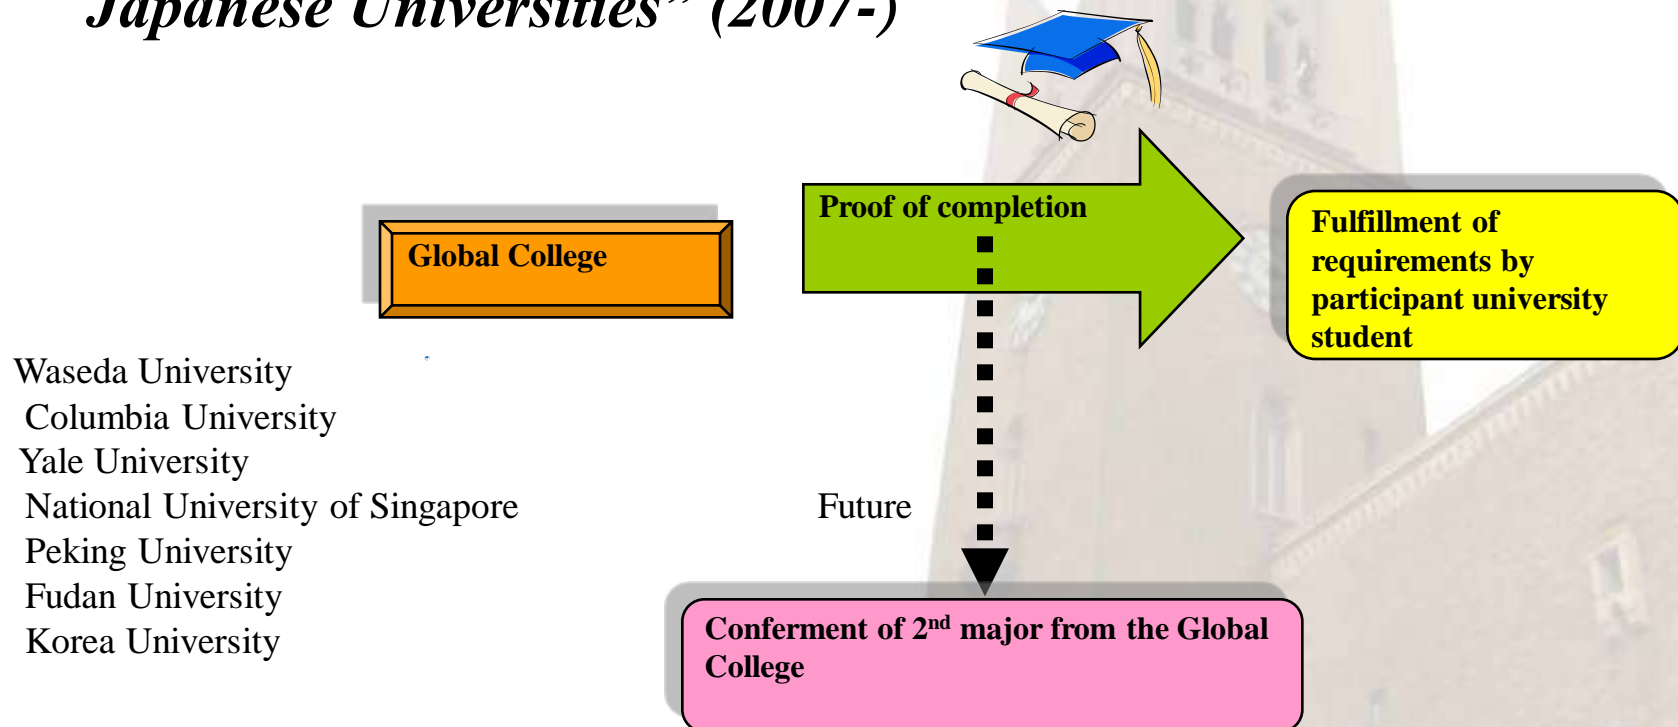 Japanese Universities” (2007-)
Proof of completion
Global College
Fulfillment of
requirements by
participant university
student
Waseda University
Columbia University
Yale University
National University of Singapore
Future
Peking University
Fudan University
Korea University
Conferment of 2nd major from the Global
College